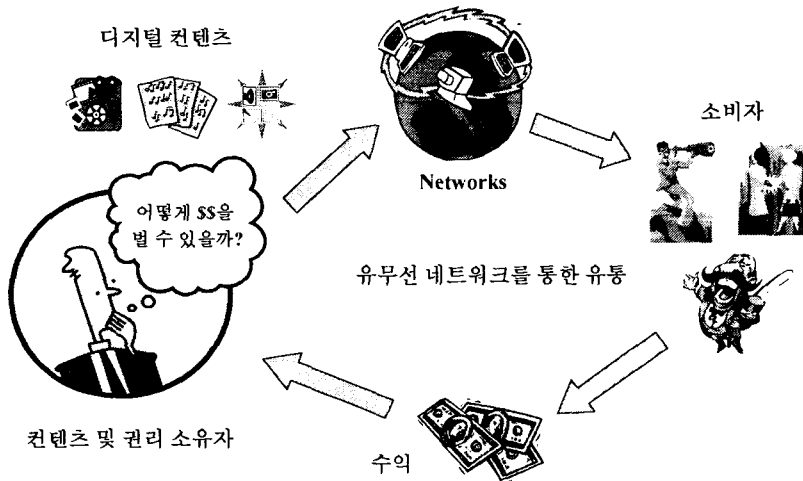 디지털 컨텐츠
Networks
소비자
어떻게 $$을
벌 수 있을까?
유무선 네트워크를 통한 유통
컨텐츠 및 권리 소유자
수익